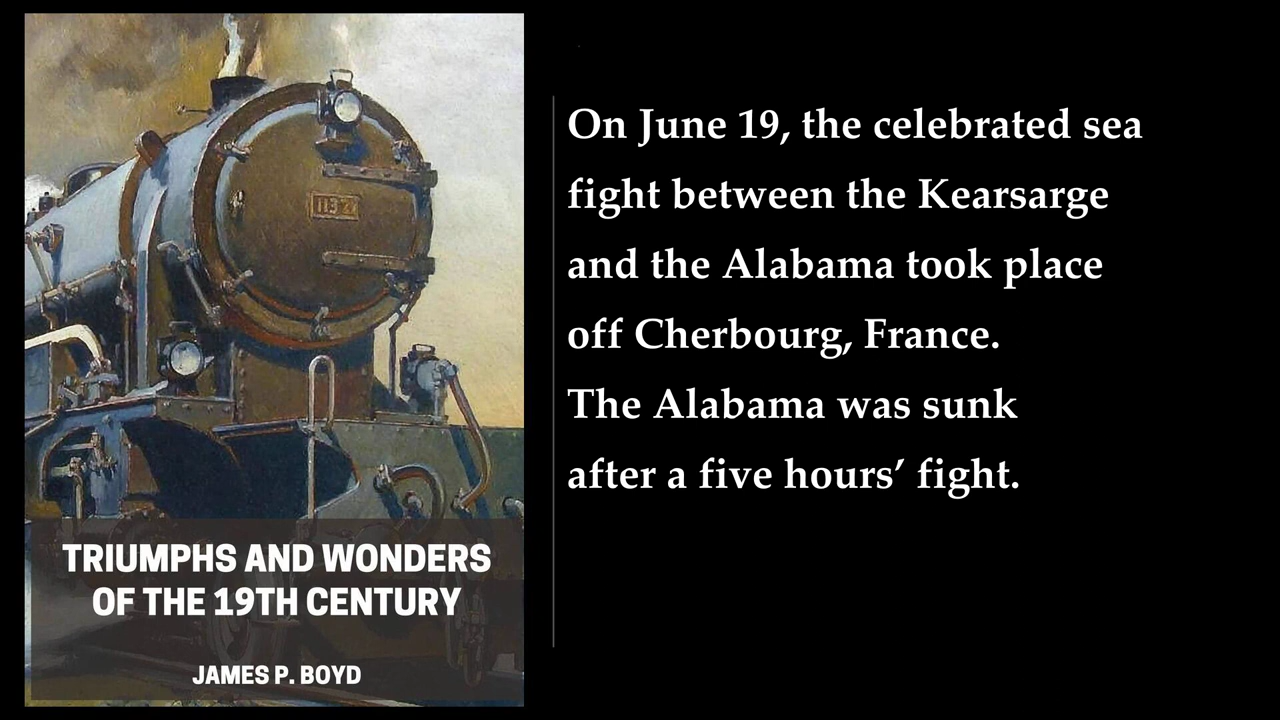 On June 19, the celebrated sea
fight between the Kearsarge
and the Alabama took place
off Cherbourg, France.
The Alabama was sunk
after a five hours’ fight.
TRIUMPHS AND WONDERS
OF THE 19TH CENTURY
JAMES P. BOYD